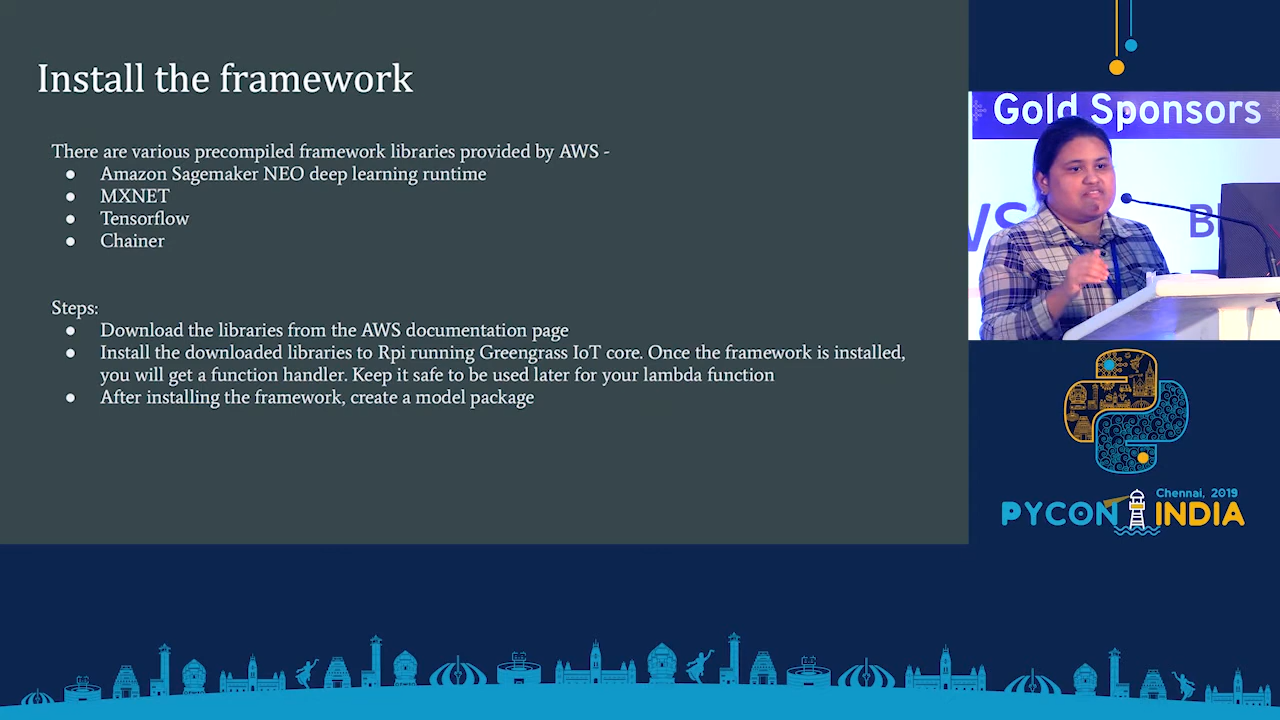 Install the framework
There are various precompiled framework libraries provided by AWS -
● Amazon Sagemaker NEO deep learning runtime
● MXNET
● Tensorflow
● Chainer
Steps:
● Download the libraries from the AWS documentation page
● Install the downloaded libraries to Rpi running Greengrass IoT core. Once the framework is installed,
you will get a function handler. Keep it safe to be used later for your lambda function
● After installing the framework, create a model package
Gold Sponsors
Chennai, 2019
PYCON INDIA